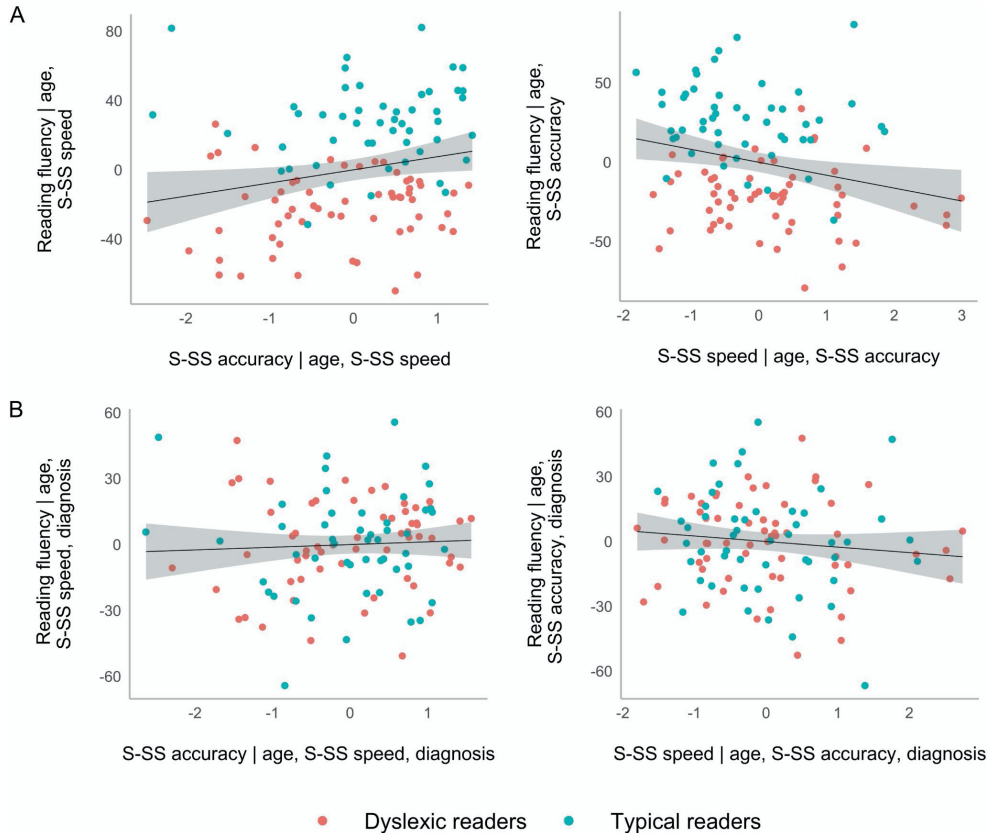 A
Reading fluency | age,
S-SS speed
80
40
0
-40
-2
-1
0
1
S-SS accuracy | age, S-SS speed
Reading fluency | age,
S-SS accuracy
50
0
-50
-2
-1
0
1
2
3
S-SS speed | age, S-SS accuracy
B
Reading fluency | age,
S-SS speed, diagnosis
60
30
0
-30
-60
-2
-1
0
1
S-SS accuracy | age, S-SS speed, diagnosis
Reading fluency | age,
S-SS accuracy, diagnosis
60
30
0
-30
-60
-2
-1
0
1
2
S-SS speed | age, S-SS accuracy, diagnosis
Dyslexic readers
Typical readers